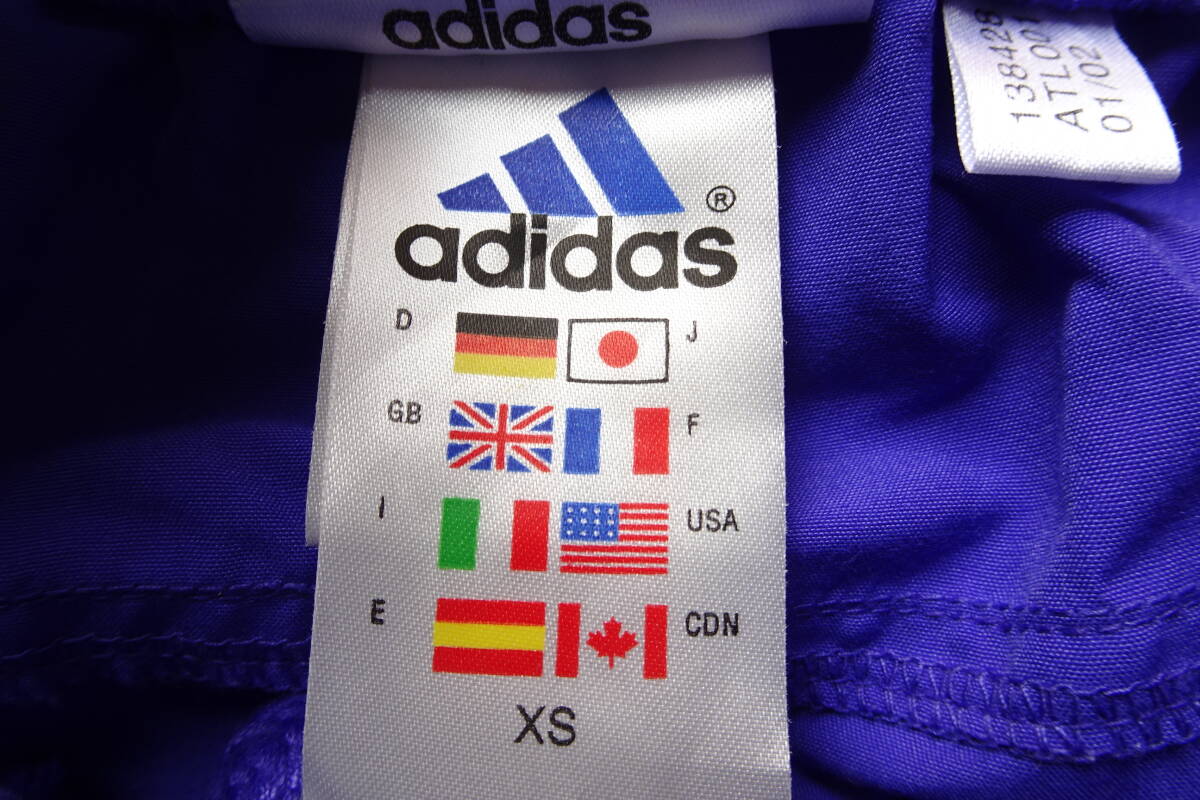 adidas
138428
ATL001
01/02
adidas®
D J
GB F
I USA
E CDN
XS